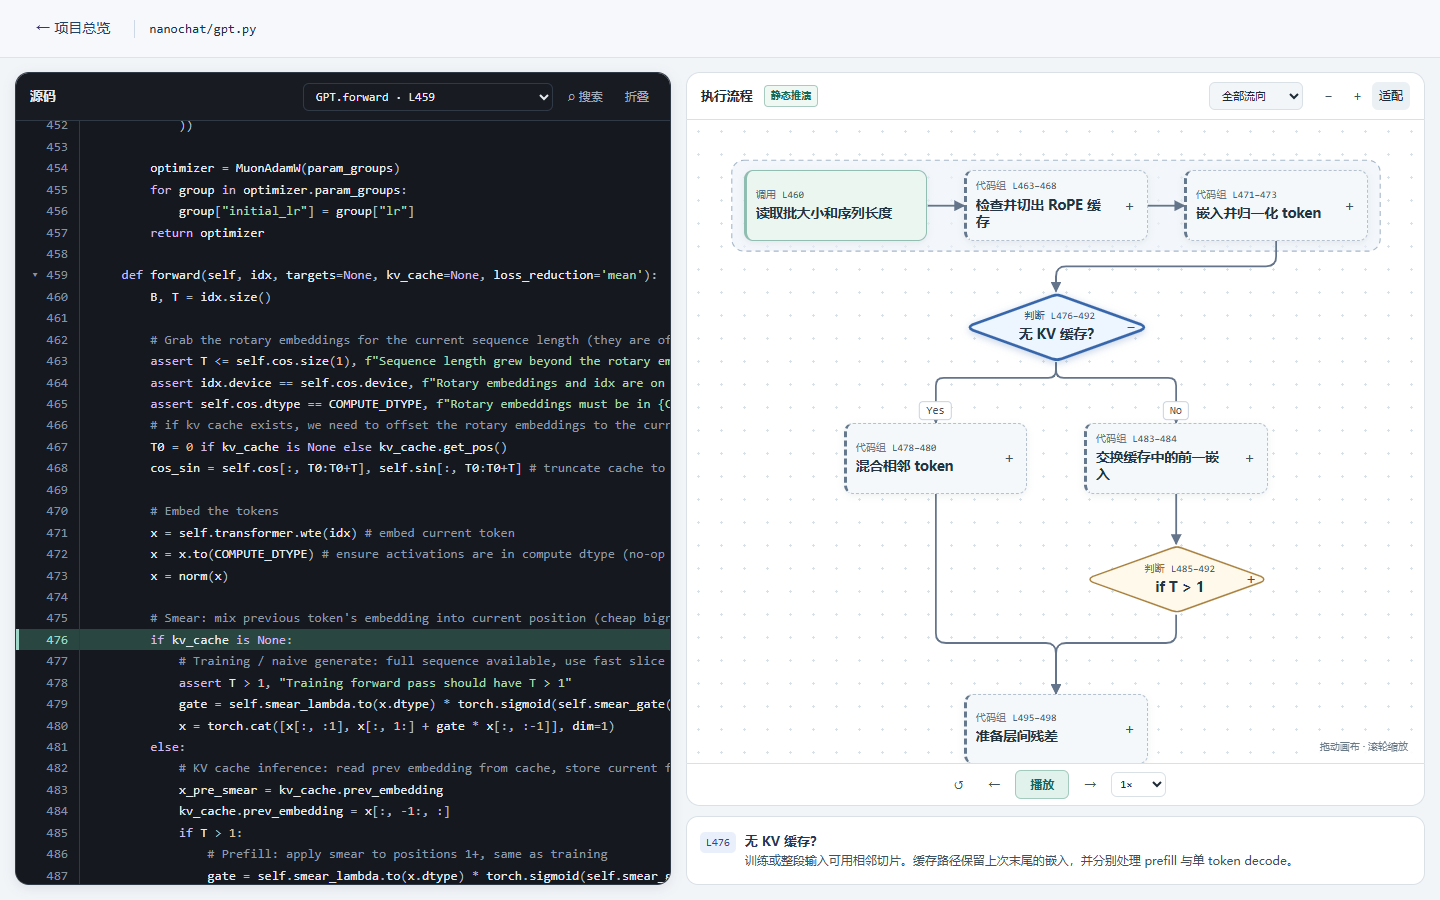 ← 项目总览
nanochat/gpt.py
源码
GPT.forward · L459
⌕ 搜索
折叠
452                 ))
453
454             optimizer = MuonAdamW(param_groups)
455             for group in optimizer.param_groups:
456                 group["initial_lr"] = group["lr"]
457             return optimizer
458
459         def forward(self, idx, targets=None, kv_cache=None, loss_reduction='mean'):
460             B, T = idx.size()
461
462             # Grab the rotary embeddings for the current sequence length (they are of
463             assert T <= self.cos.size(1), f"Sequence length grew beyond the rotary em
464             assert idx.device == self.cos.device, f"Rotary embeddings and idx are on
465             assert self.cos.dtype == COMPUTE_DTYPE, f"Rotary embeddings must be in {C
466             # if kv cache exists, we need to offset the rotary embeddings to the curr
467             T0 = 0 if kv_cache is None else kv_cache.get_pos()
468             cos_sin = self.cos[:, T0:T0+T], self.sin[:, T0:T0+T] # truncate cache to
469
470             # Embed the tokens
471             x = self.transformer.wte(idx) # embed current token
472             x = x.to(COMPUTE_DTYPE) # ensure activations are in compute dtype (no-op
473             x = norm(x)
474
475             # Smear: mix previous token's embedding into current position (cheap bigr
476             if kv_cache is None:
477                 # Training / naive generate: full sequence available, use fast slice
478                 assert T > 1, "Training forward pass should have T > 1"
479                 gate = self.smear_lambda.to(x.dtype) * torch.sigmoid(self.smear_gate(
480                 x = torch.cat([x[:, :1], x[:, 1:] + gate * x[:, :-1]], dim=1)
481             else:
482                 # KV cache inference: read prev embedding from cache, store current f
483                 x_pre_smear = kv_cache.prev_embedding
484                 kv_cache.prev_embedding = x[:, -1:, :]
485                 if T > 1:
486                     # Prefill: apply smear to positions 1+, same as training
487                     gate = self.smear_lambda.to(x.dtype) * torch.sigmoid(self.smear_g
执行流程
静态推演
全部流向
−
+
适配
调用 L460
读取批大小和序列长度
代码组 L463–468
检查并切出 RoPE 缓
存
+
代码组 L471–473
嵌入并归一化 token
+
判断 L476–492
无 KV 缓存?
−
Yes
No
代码组 L478–480
混合相邻 token
+
代码组 L483–484
交换缓存中的前一嵌
入
+
判断 L485–492
if T > 1
+
代码组 L495–498
准备层间残差
+
拖动画布 · 滚轮缩放
↺
←
播放
→
1×
L476
无 KV 缓存?
训练或整段输入可用相邻切片。缓存路径保留上次末尾的嵌入，并分别处理 prefill 与单 token decode。